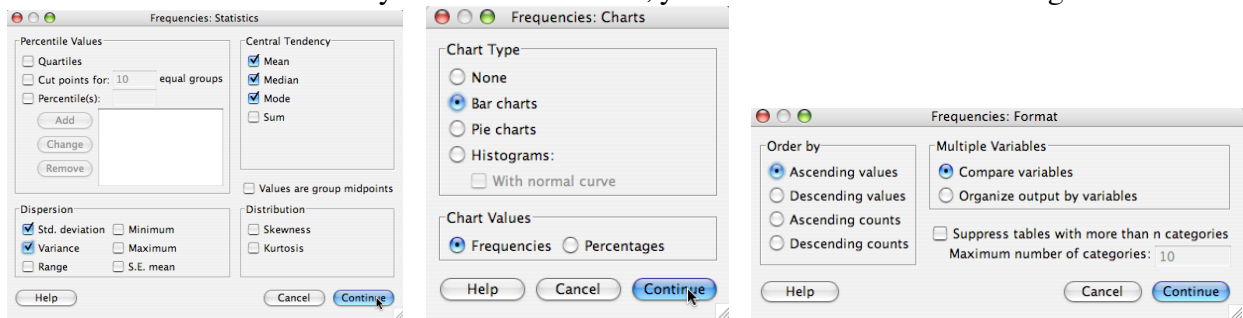 Frequencies: Statistics
Percentile Values
Quartiles
Cut points for: 10 equal groups
Percentile(s):
Add
Change
Remove
Central Tendency
Mean
Median
Mode
Sum
Values are group midpoints
Dispersion
Std. deviation Minimum
Variance Maximum
Range S.E. mean
Distribution
Skewness
Kurtosis
Help Cancel Continue
Frequencies: Charts
Chart Type
None
Bar charts
Pie charts
Histograms:
With normal curve
Chart Values
Frequencies Percentages
Help Cancel Continue
Frequencies: Format
Order by
Ascending values
Descending values
Ascending counts
Descending counts
Multiple Variables
Compare variables
Organize output by variables
Suppress tables with more than n categories
Maximum number of categories: 10
Help Cancel Continue